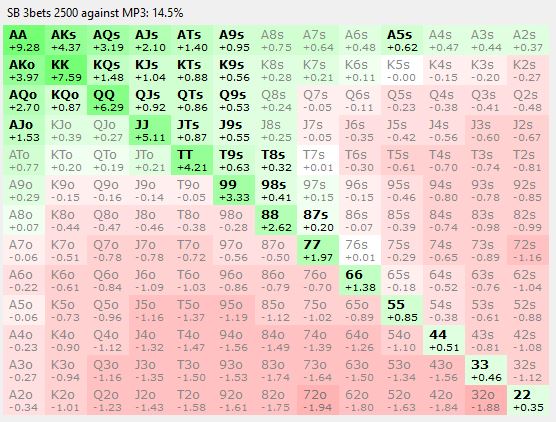 SB 3bets 2500 against MP3: 14.5%
AA AKs AQs AJs ATs A9s A8s A7s A6s A5s A4s A3s A2s
+9.28 +4.37 +3.19 +2.10 +1.40 +0.95 +0.75 +0.64 +0.48 +0.62 +0.47 +0.44 +0.37
AKo KK KQs KJs KTs K9s K8s K7s K6s K5s K4s K3s K2s
+3.97 +7.59 +1.48 +1.04 +0.88 +0.56 +0.28 +0.21 +0.11 -0.00 -0.15 -0.20 -0.27
AQo KQo QQ QJs QTs Q9s Q8s Q7s Q6s Q5s Q4s Q3s Q2s
+2.70 +0.87 +6.29 +0.92 +0.86 +0.53 +0.24 -0.05 -0.11 -0.23 -0.38 -0.41 -0.48
AJo KJo QJo JJ JTs J9s J8s J7s J6s J5s J4s J3s J2s
+1.53 +0.39 +0.27 +5.11 +0.87 +0.55 +0.25 -0.05 -0.35 -0.42 -0.56 -0.60 -0.67
ATo KTo QTo JTo TT T9s T8s T7s T6s T5s T4s T3s T2s
+0.77 +0.20 +0.19 +0.21 +4.21 +0.63 +0.32 +0.01 -0.30 -0.61 -0.70 -0.74 -0.81
A9o K9o Q9o J9o T9o 99 98s 97s 96s 95s 94s 93s 92s
+0.29 -0.15 -0.16 -0.14 -0.05 +3.33 +0.41 +0.15 -0.15 -0.46 -0.80 -0.78 -0.85
A8o K8o Q8o J8o T8o 98o 88 87s 86s 85s 84s 83s 82s
+0.07 -0.44 -0.47 -0.46 -0.38 -0.28 +2.62 +0.20 -0.07 -0.39 -0.74 -0.98 -0.99
A7o K7o Q7o J7o T7o 97o 87o 77 76s 75s 74s 73s 72s
-0.06 -0.51 -0.78 -0.78 -0.72 -0.56 -0.50 +1.97 +0.01 -0.29 -0.65 -0.89 -1.16
A6o K6o Q6o J6o T6o 96o 86o 76o 66 65s 64s 63s 62s
-0.22 -0.61 -0.84 -1.09 -1.03 -0.86 -0.79 -0.70 +1.38 -0.18 -0.52 -0.76 -1.04
A5o K5o Q5o J5o T5o 95o 85o 75o 65o 55 54s 53s 52s
-0.06 -0.73 -0.96 -1.16 -1.37 -1.19 -1.12 -1.02 -0.89 +0.85 -0.38 -0.61 -0.88
A4o K4o Q4o J4o T4o 94o 84o 74o 64o 54o 44 43s 42s
-0.23 -0.90 -1.12 -1.32 -1.47 -1.56 -1.49 -1.39 -1.26 -1.10 +0.51 -0.81 -1.08
A3o K3o Q3o J3o T3o 93o 83o 73o 63o 53o 43o 33 32s
-0.27 -0.94 -1.16 -1.35 -1.50 -1.53 -1.74 -1.64 -1.50 -1.34 -1.56 +0.46 -1.12
A2o K2o Q2o J2o T2o 92o 82o 72o 62o 52o 42o 32o 22
-0.34 -1.01 -1.23 -1.43 -1.58 -1.61 -1.75 -1.94 -1.80 -1.63 -1.86 -1.88 +0.35